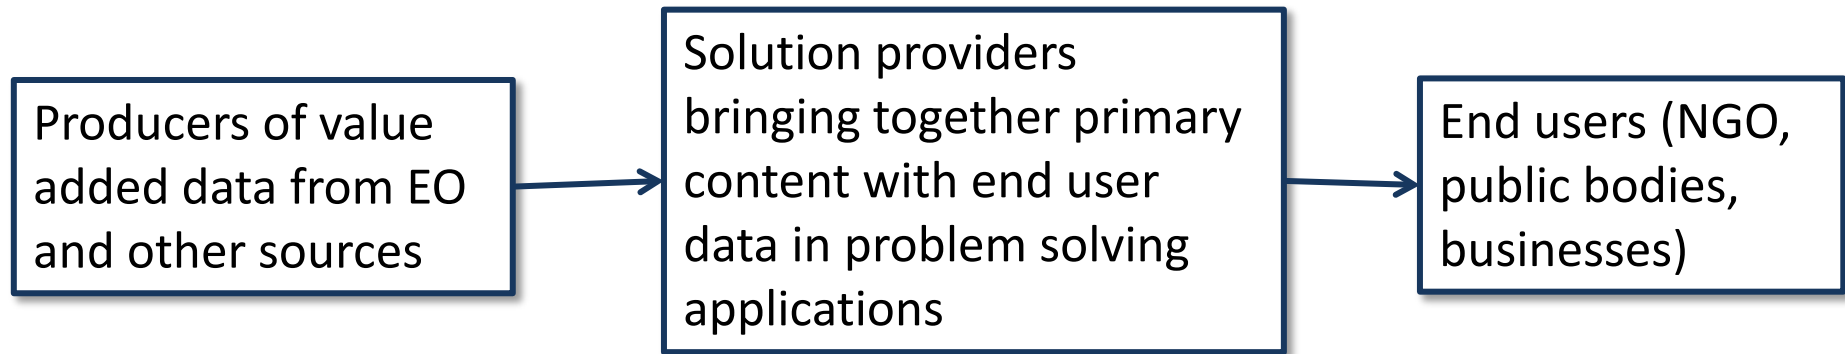 Producers of value
added data from EO
and other sources
Solution providers
bringing together primary
content with end user
data in problem solving
applications
End users (NGO,
public bodies,
businesses)